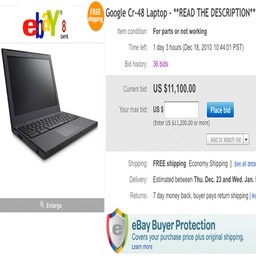 ebY 8
DAYS
FREE
shipping
Google Cr-48 Laptop - **READ THE DESCRIPTION**
Item condition: For parts or not working
Time left: 1 day 3 hours (Dec 18, 2010 10:44:01 PST)
Bid history: 36 bids
Current bid: US $11,100.00
Your max bid: Place bid
(Enter US $11,200.00 or more)
Add to Watch list
Shipping: FREE shipping Economy Shipping | See all detai
Delivery: Estimated between Thu. Dec. 23 and Wed. Jan.
Returns: 7 day money back, buyer pays return shipping |
Enlarge
eBay Buyer Protection
Covers your purchase price plus original shipping.
Learn more